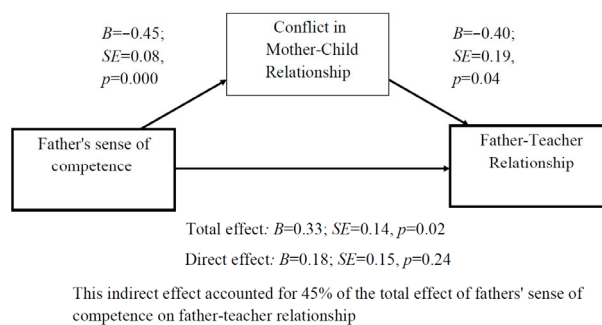 B=−0.45;
SE=0.08,
p=0.000
Conflict in
Mother-Child
Relationship
B=−0.40;
SE=0.19,
p=0.04
Father's sense of
competence
Father-Teacher
Relationship
Total effect: B=0.33; SE=0.14, p=0.02
Direct effect: B=0.18; SE=0.15, p=0.24
This indirect effect accounted for 45% of the total effect of fathers' sense of
competence on father-teacher relationship